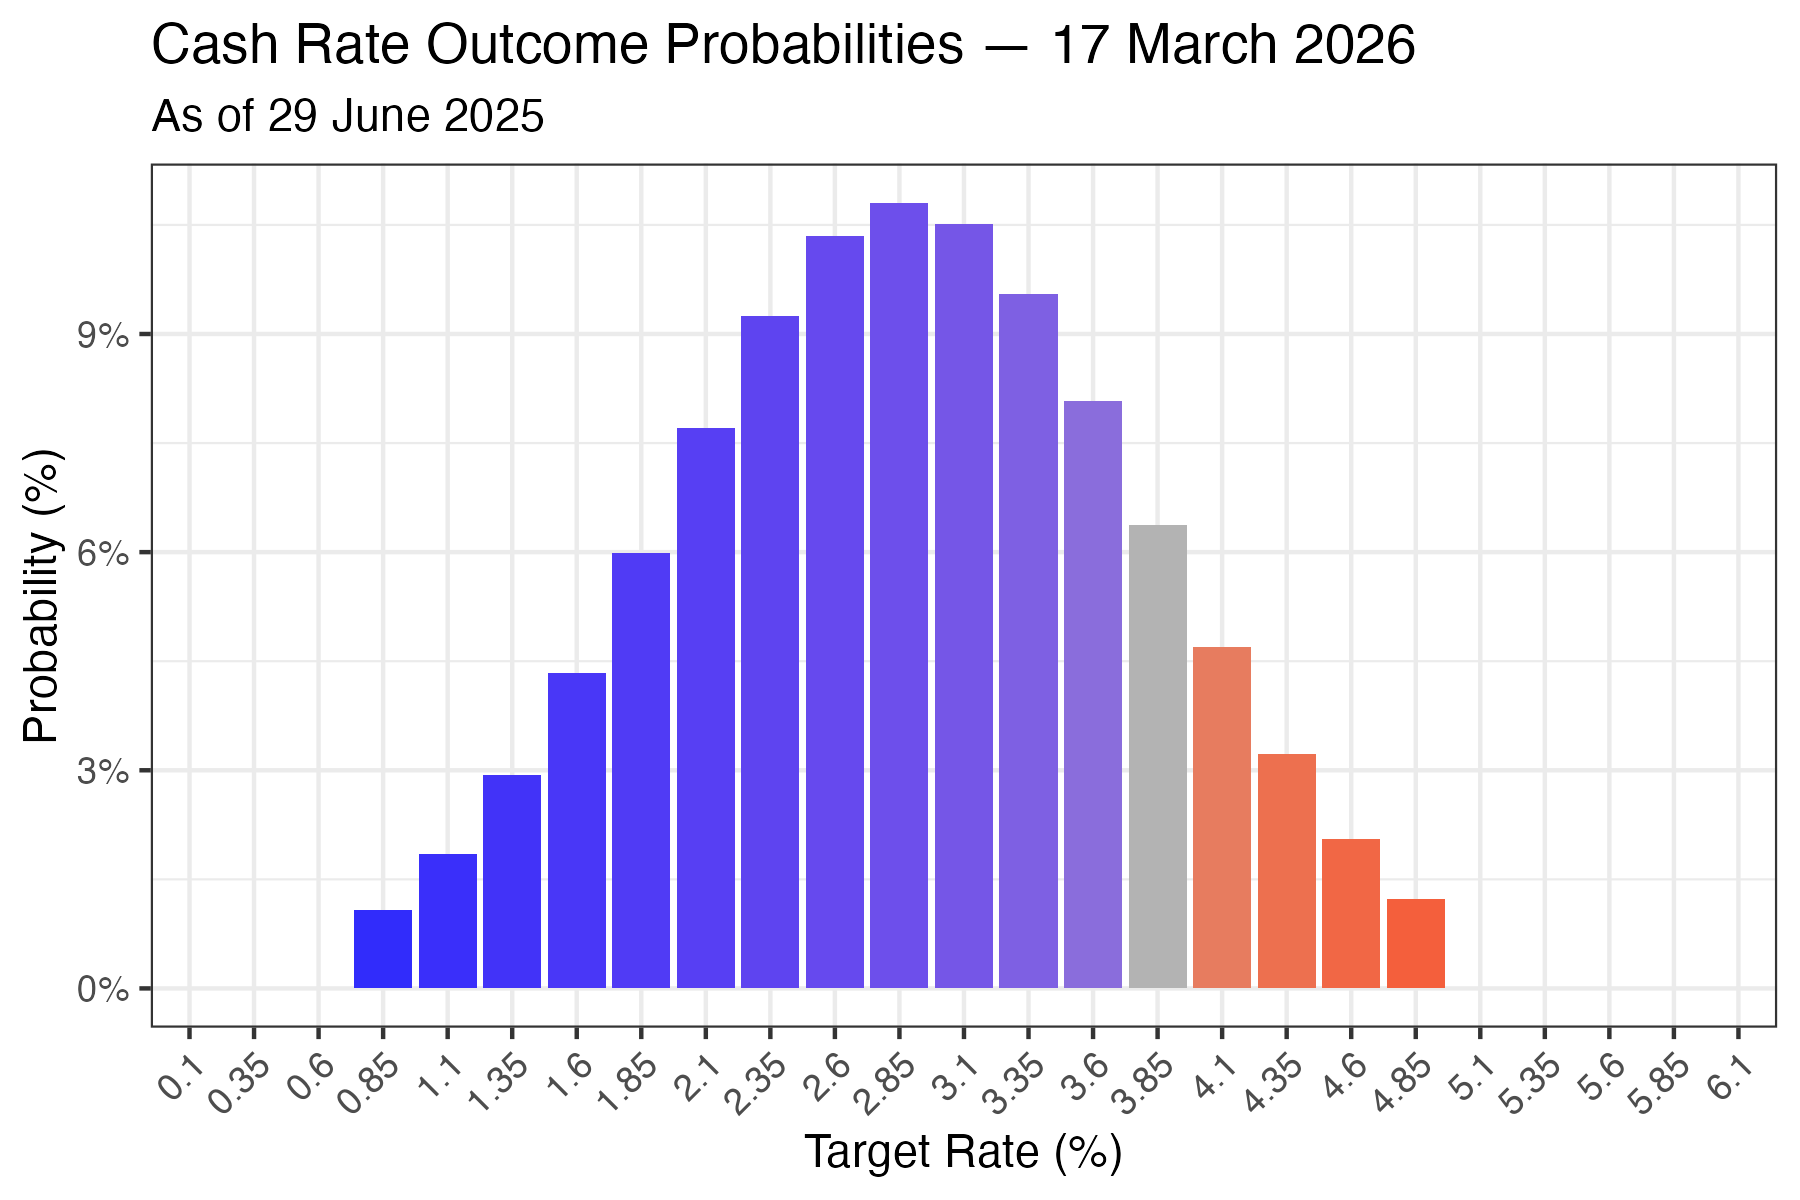 Cash Rate Outcome Probabilities — 17 March 2026
As of 29 June 2025
Probability (%)
9%
6%
3%
0%
0.1 0.35 0.6 0.85 1.1 1.35 1.6 1.85 2.1 2.35 2.6 2.85 3.1 3.35 3.6 3.85 4.1 4.35 4.6 4.85 5.1 5.35 5.6 5.85 6.1
Target Rate (%)